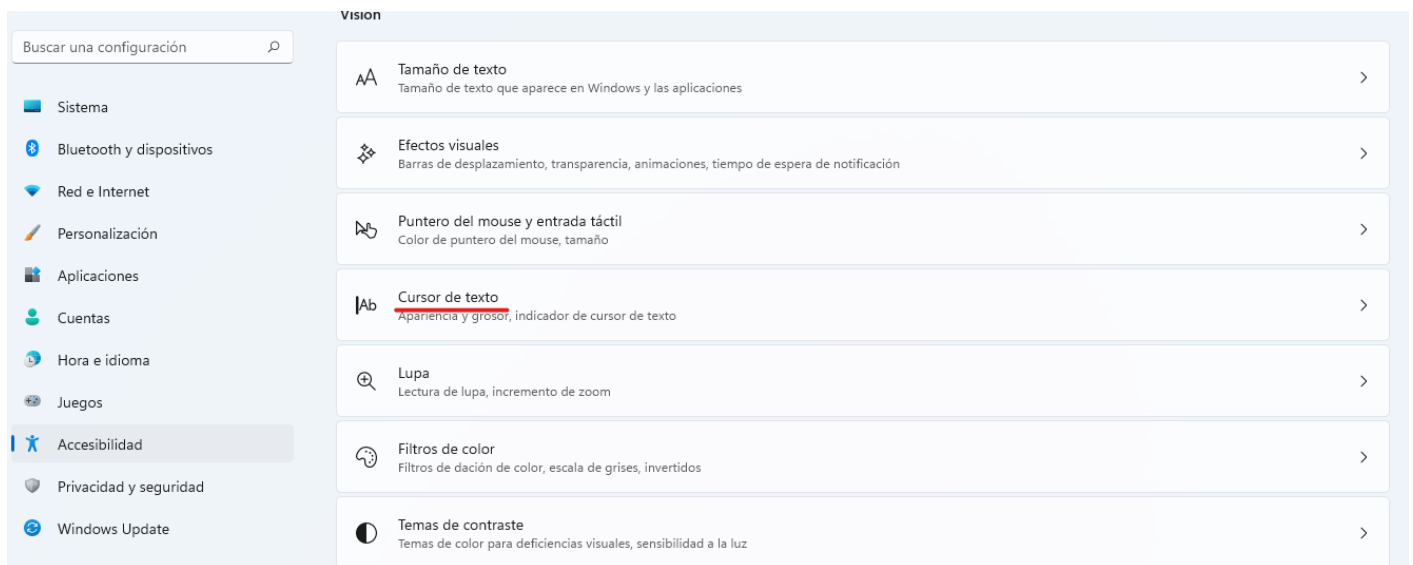 Visión
Buscar una configuración
Sistema
Bluetooth y dispositivos
Red e Internet
Personalización
Aplicaciones
Cuentas
Hora e idioma
Juegos
Accesibilidad
Privacidad y seguridad
Windows Update
Tamaño de texto
Tamaño de texto que aparece en Windows y las aplicaciones
Efectos visuales
Barras de desplazamiento, transparencia, animaciones, tiempo de espera de notificación
Puntero del mouse y entrada táctil
Color de puntero del mouse, tamaño
Ab
Cursor de texto
Apariencia y grosor, indicador de cursor de texto
Lupa
Lectura de lupa, incremento de zoom
Filtros de color
Filtros de dación de color, escala de grises, invertidos
Temas de contraste
Temas de color para deficiencias visuales, sensibilidad a la luz